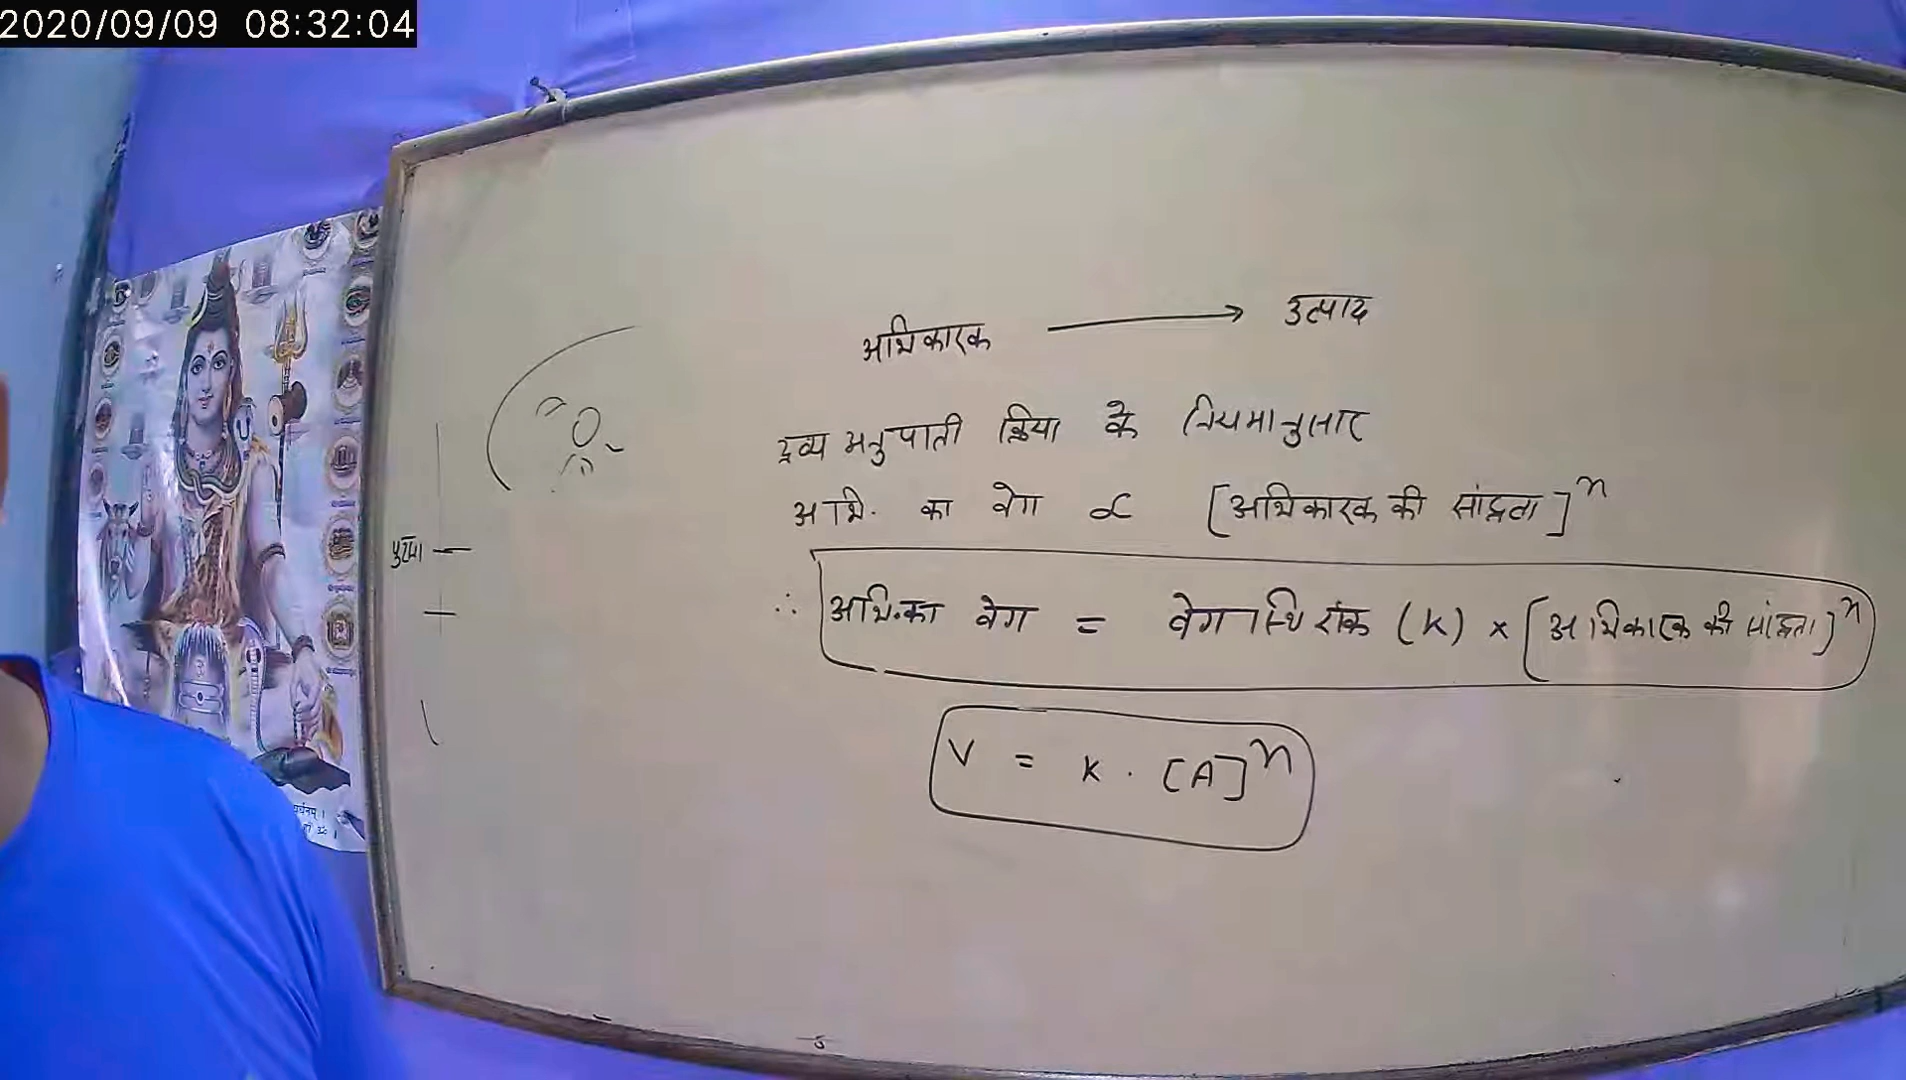 2020/09/09 08:32:04
अभिकारक ⟶ उत्पाद
द्रव्य अनुपाती क्रिया के नियमानुसार
अभि. का वेग ∝ [अभिकारक की सांद्रता]ⁿ
∴ अभि.का वेग = वेग स्थिरांक (K) × [अभिकारक की सांद्रता]ⁿ
V = K . [A]ⁿ